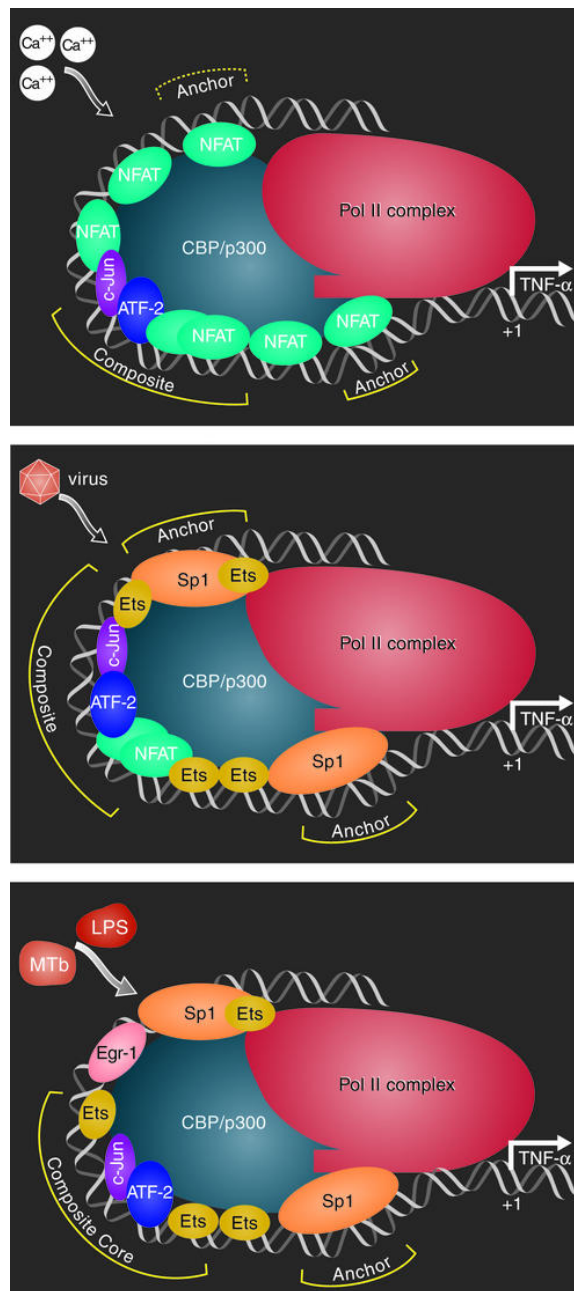 Ca++
Ca++
Ca++
Anchor
NFAT
NFAT
NFAT
Pol II complex
CBP/p300
c-Jun
ATF-2
NFAT
NFAT
NFAT
TNF-α
+1
Composite
Anchor
virus
Anchor
Sp1
Ets
Ets
c-Jun
Pol II complex
CBP/p300
Composite
ATF-2
NFAT
Ets
Ets
Sp1
TNF-α
+1
Anchor
LPS
MTb
Sp1
Ets
Egr-1
Pol II complex
Ets
CBP/p300
c-Jun
ATF-2
Ets
Ets
Sp1
TNF-α
+1
Composite Core
Anchor